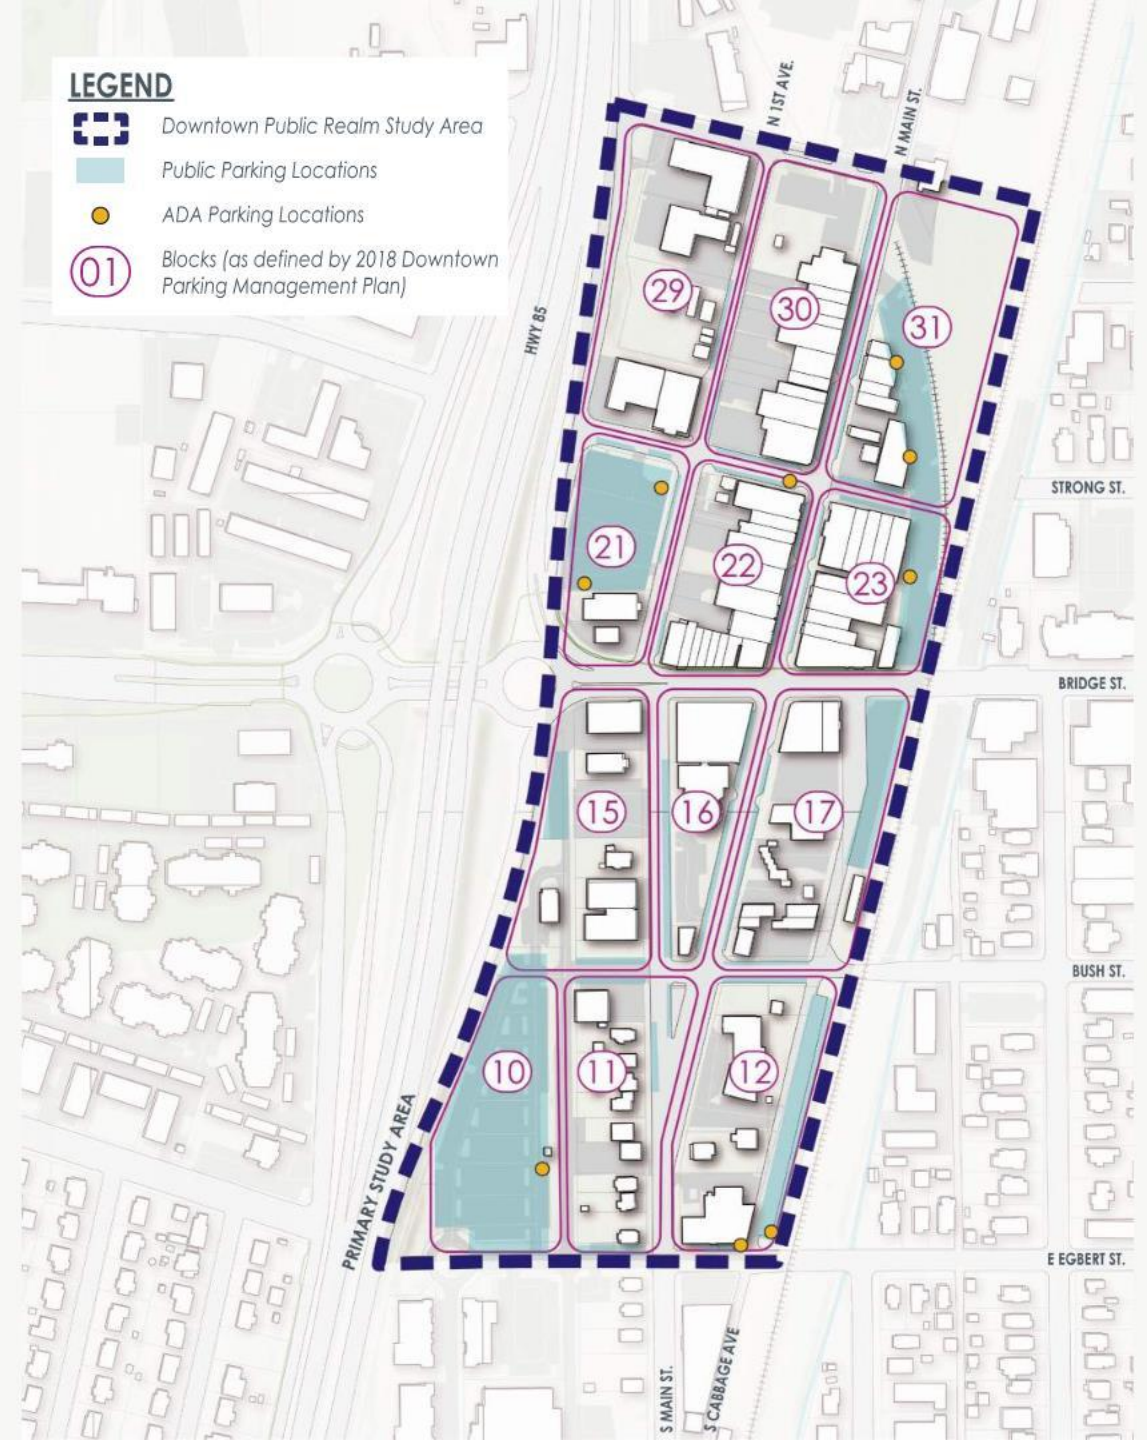 LEGEND
Downtown Public Realm Study Area
Public Parking Locations
ADA Parking Locations
01
Blocks (as defined by 2018 Downtown
Parking Management Plan)
N 1ST AVE.
N MAIN ST.
HWY 85
29
30
31
STRONG ST.
21
22
23
BRIDGE ST.
15
16
17
BUSH ST.
10
11
12
PRIMARY STUDY AREA
E EGBERT ST.
S MAIN ST.
S CABBAGE AVE